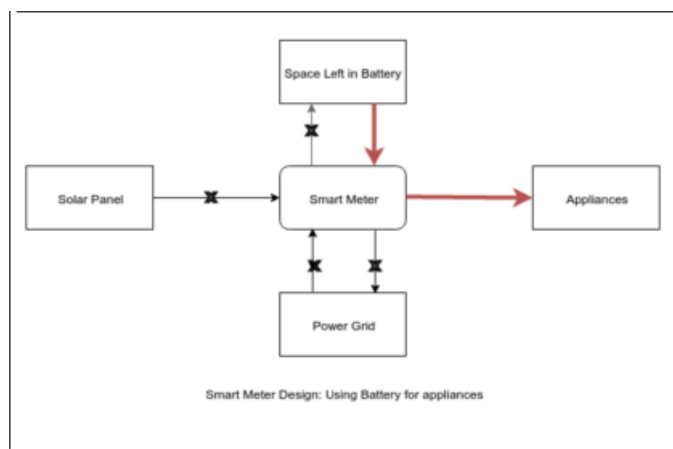 Space Left in Battery
Solar Panel
Smart Meter
Appliances
Power Grid
Smart Meter Design: Using Battery for appliances